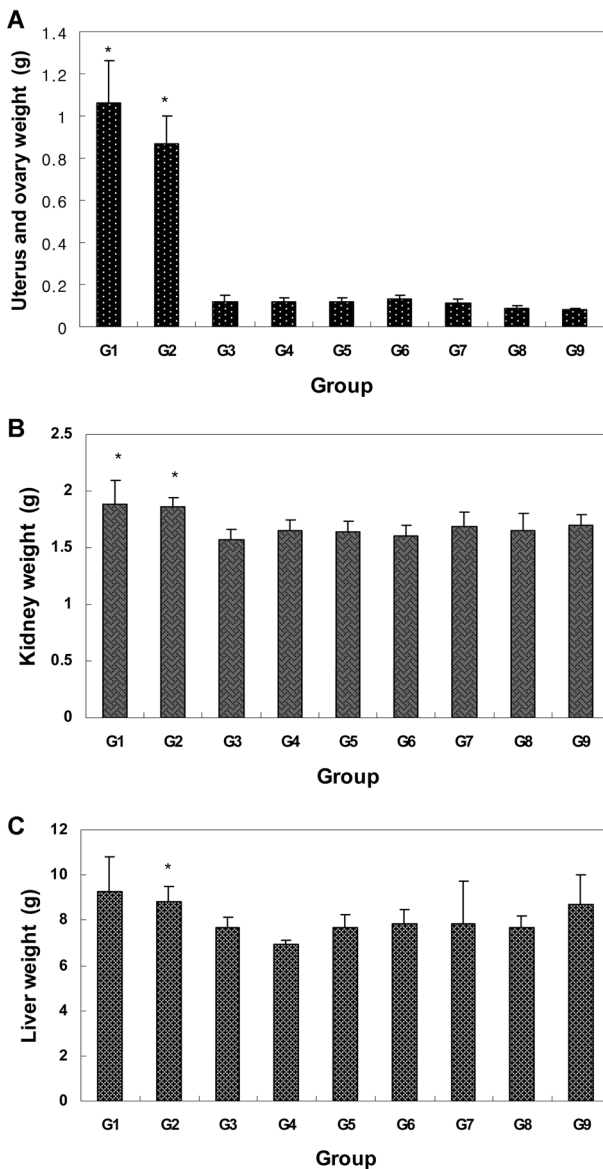 A
Uterus and ovary weight (g)
1.4
1.2
1
0.8
0.6
0.4
0.2
0
*
*
G1 G2 G3 G4 G5 G6 G7 G8 G9
Group
B
Kidney weight (g)
2.5
2
1.5
1
0.5
0
*
*
G1 G2 G3 G4 G5 G6 G7 G8 G9
Group
C
Liver weight (g)
12
10
8
6
4
2
0
*
G1 G2 G3 G4 G5 G6 G7 G8 G9
Group